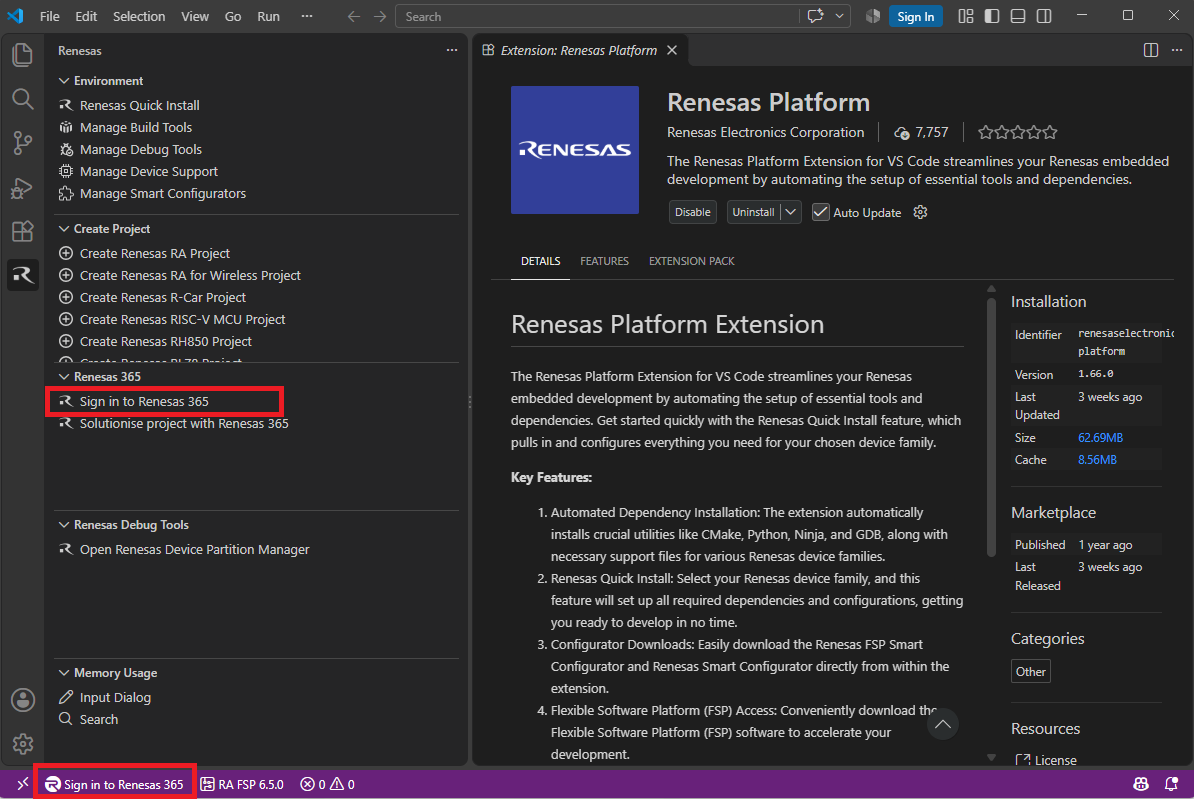 File Edit Selection View Go Run ··· Search Sign In
Renesas ···
Environment
Renesas Quick Install
Manage Build Tools
Manage Debug Tools
Manage Device Support
Manage Smart Configurators
Create Project
Create Renesas RA Project
Create Renesas RA for Wireless Project
Create Renesas R-Car Project
Create Renesas RISC-V MCU Project
Create Renesas RH850 Project
Create Renesas RL78 Project
Renesas 365
Sign in to Renesas 365
Solutionise project with Renesas 365
Renesas Debug Tools
Open Renesas Device Partition Manager
Memory Usage
Input Dialog
Search
Extension: Renesas Platform
RENESAS
Renesas Platform
Renesas Electronics Corporation 7,757
The Renesas Platform Extension for VS Code streamlines your Renesas embedded
development by automating the setup of essential tools and dependencies.
Disable Uninstall Auto Update
DETAILS FEATURES EXTENSION PACK
Renesas Platform Extension
The Renesas Platform Extension for VS Code streamlines your Renesas
embedded development by automating the setup of essential tools and
dependencies. Get started quickly with the Renesas Quick Install feature, which
pulls in and configures everything you need for your chosen device family.
Key Features:
1. Automated Dependency Installation: The extension automatically
installs crucial utilities like CMake, Python, Ninja, and GDB, along with
necessary support files for various Renesas device families.
2. Renesas Quick Install: Select your Renesas device family, and this
feature will set up all required dependencies and configurations, getting
you ready to develop in no time.
3. Configurator Downloads: Easily download the Renesas FSP Smart
Configurator and Renesas Smart Configurator directly from within the
extension.
4. Flexible Software Platform (FSP) Access: Conveniently download the
Flexible Software Platform (FSP) software to accelerate your
development.
Installation
Identifier renesaselectronic
platform
Version 1.66.0
Last 3 weeks ago
Updated
Size 62.69MB
Cache 8.56MB
Marketplace
Published 1 year ago
Last 3 weeks ago
Released
Categories
Other
Resources
License
Sign in to Renesas 365 RA FSP 6.5.0 0 0